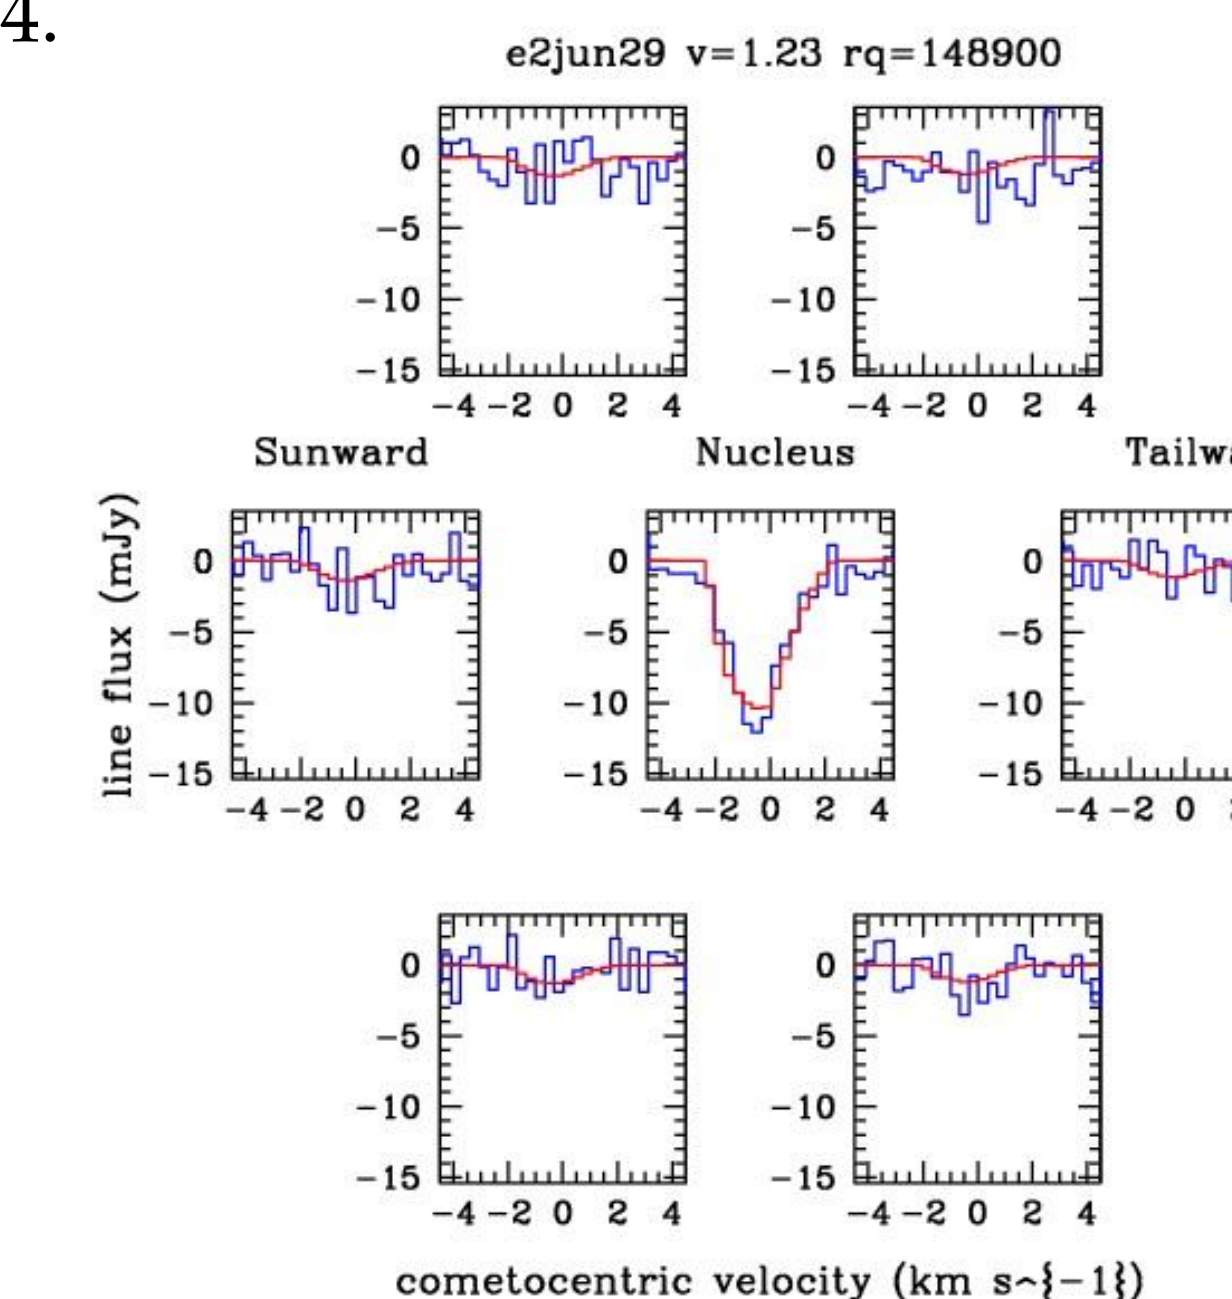 4.
e2jun29 v=1.23 rq=148900
0 0
−5 −5
−10 −10
−15 −15
−4 −2 0 2 4 −4 −2 0 2 4
Sunward Nucleus Tailwa
line flux (mJy)
0 0 0
−5 −5 −5
−10 −10 −10
−15 −15 −15
−4 −2 0 2 4 −4 −2 0 2 4 −4 −2 0
0 0
−5 −5
−10 −10
−15 −15
−4 −2 0 2 4 −4 −2 0 2 4
cometocentric velocity (km s^{−1})